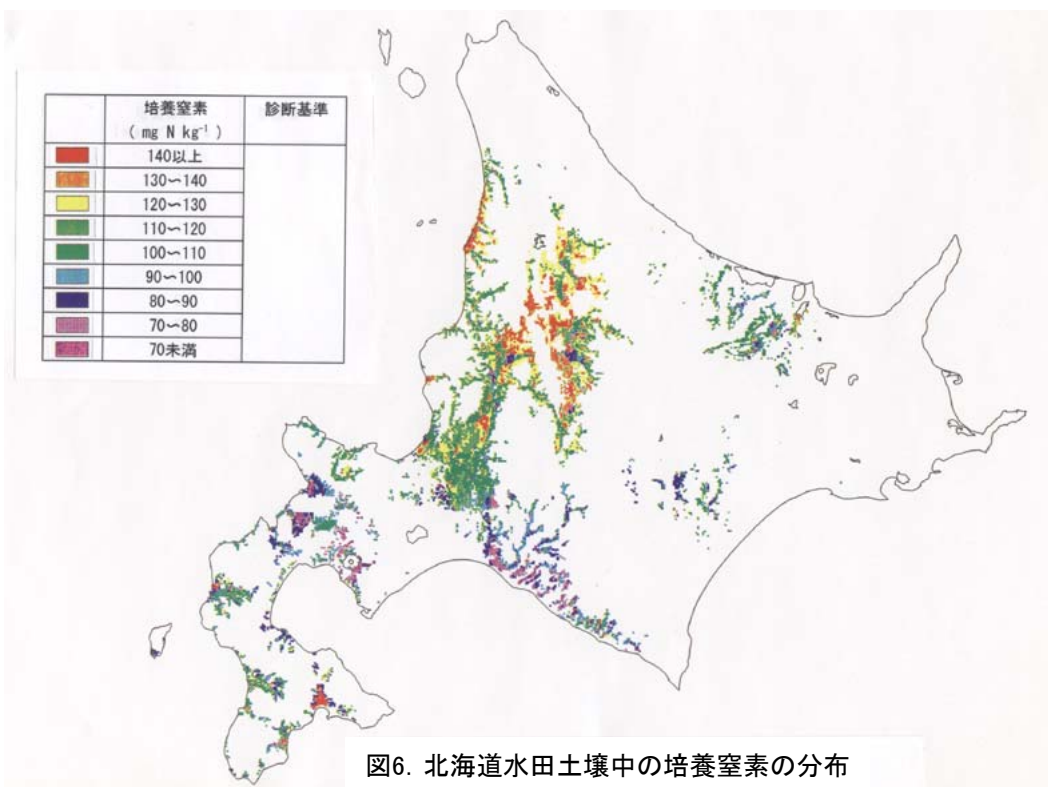 培養窒素 診断基準
( mg N kg⁻¹ )
140以上
130〜140
120〜130
110〜120
100〜110
90〜100
80〜90
70〜80
70未満
図6. 北海道水田土壌中の培養窒素の分布